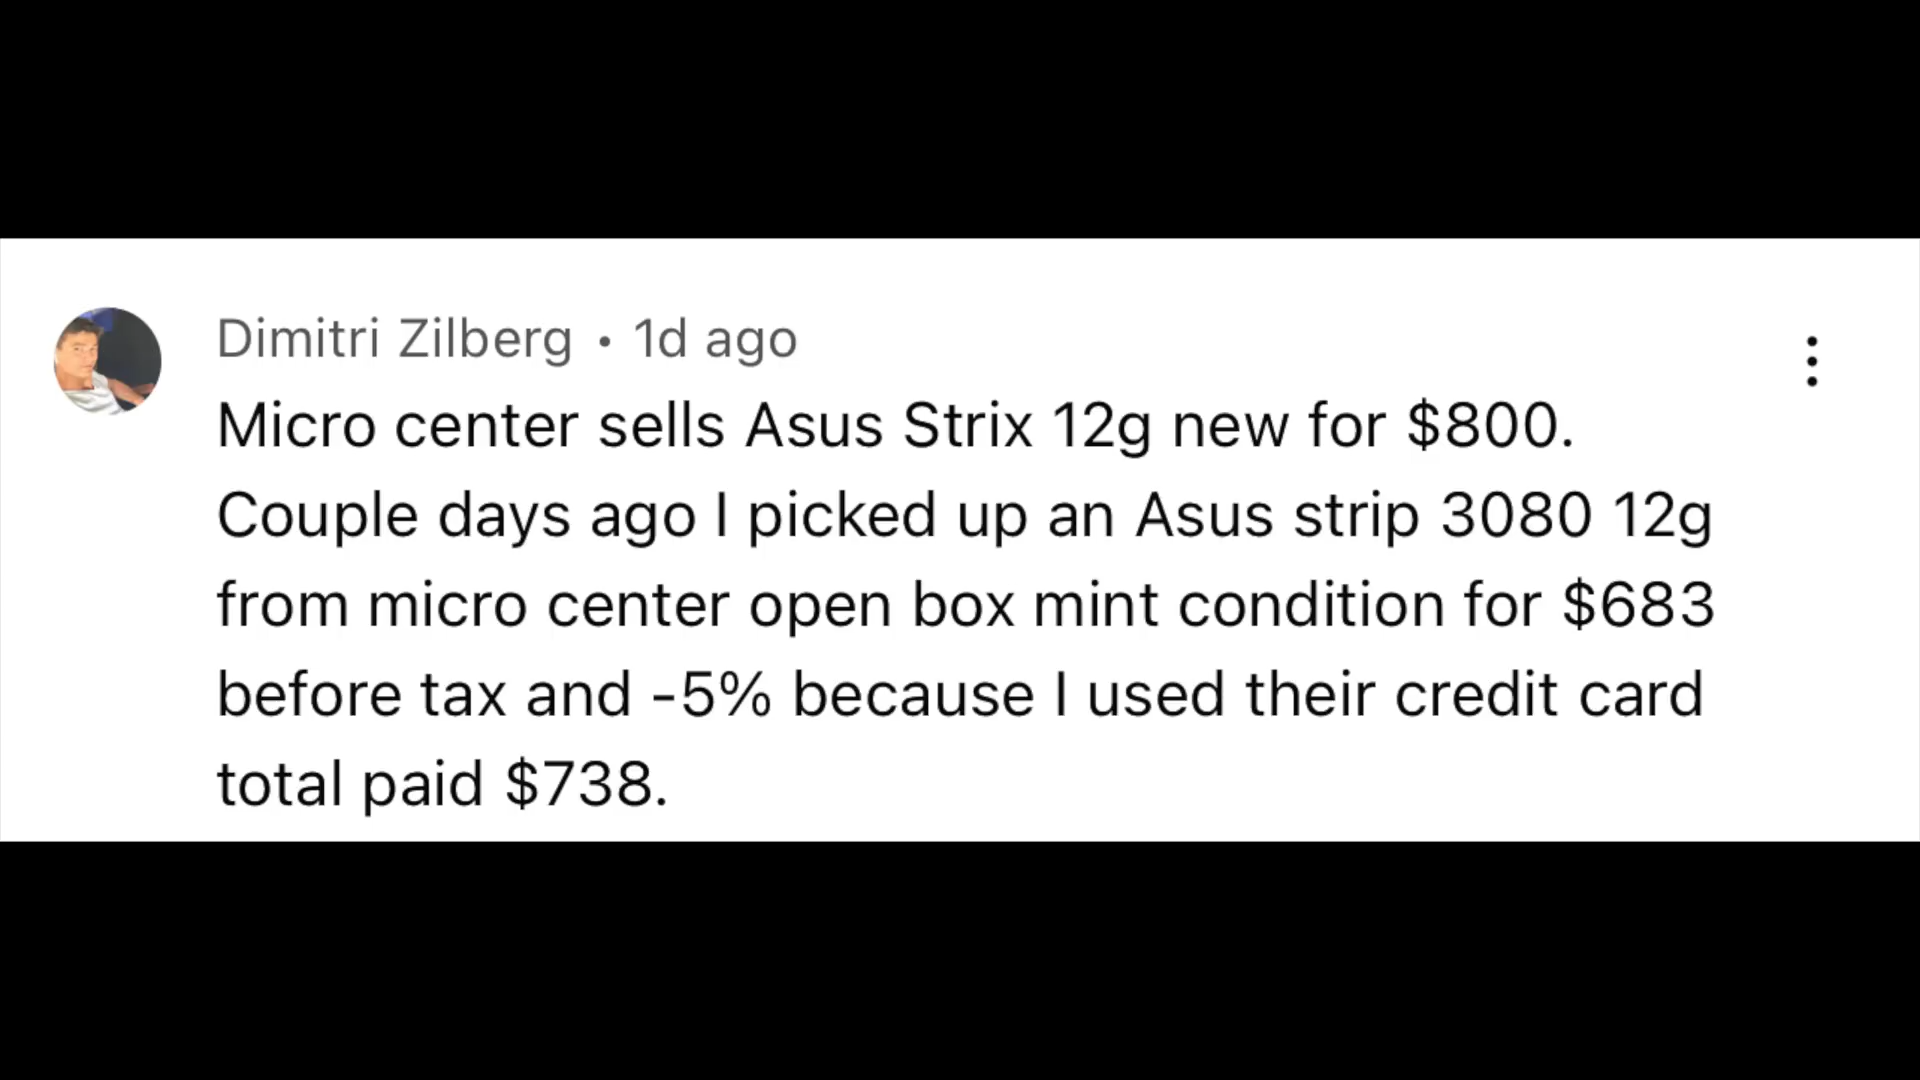 Dimitri Zilberg • 1d ago
Micro center sells Asus Strix 12g new for $800.
Couple days ago I picked up an Asus strip 3080 12g
from micro center open box mint condition for $683
before tax and -5% because I used their credit card
total paid $738.